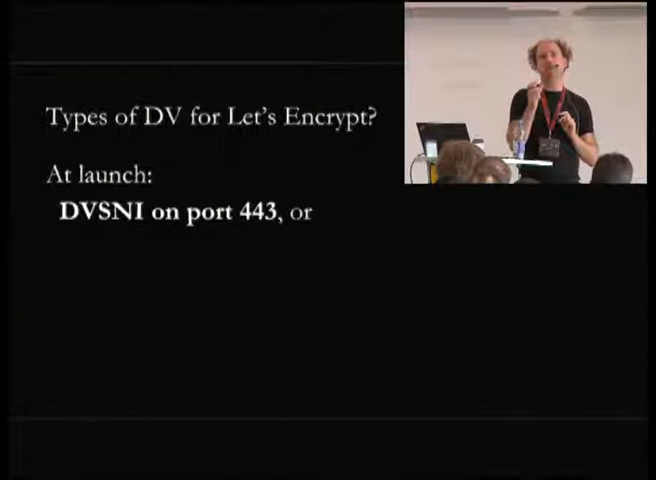 Types of DV for Let's Encrypt?
At launch:
DVSNI on port 443, or